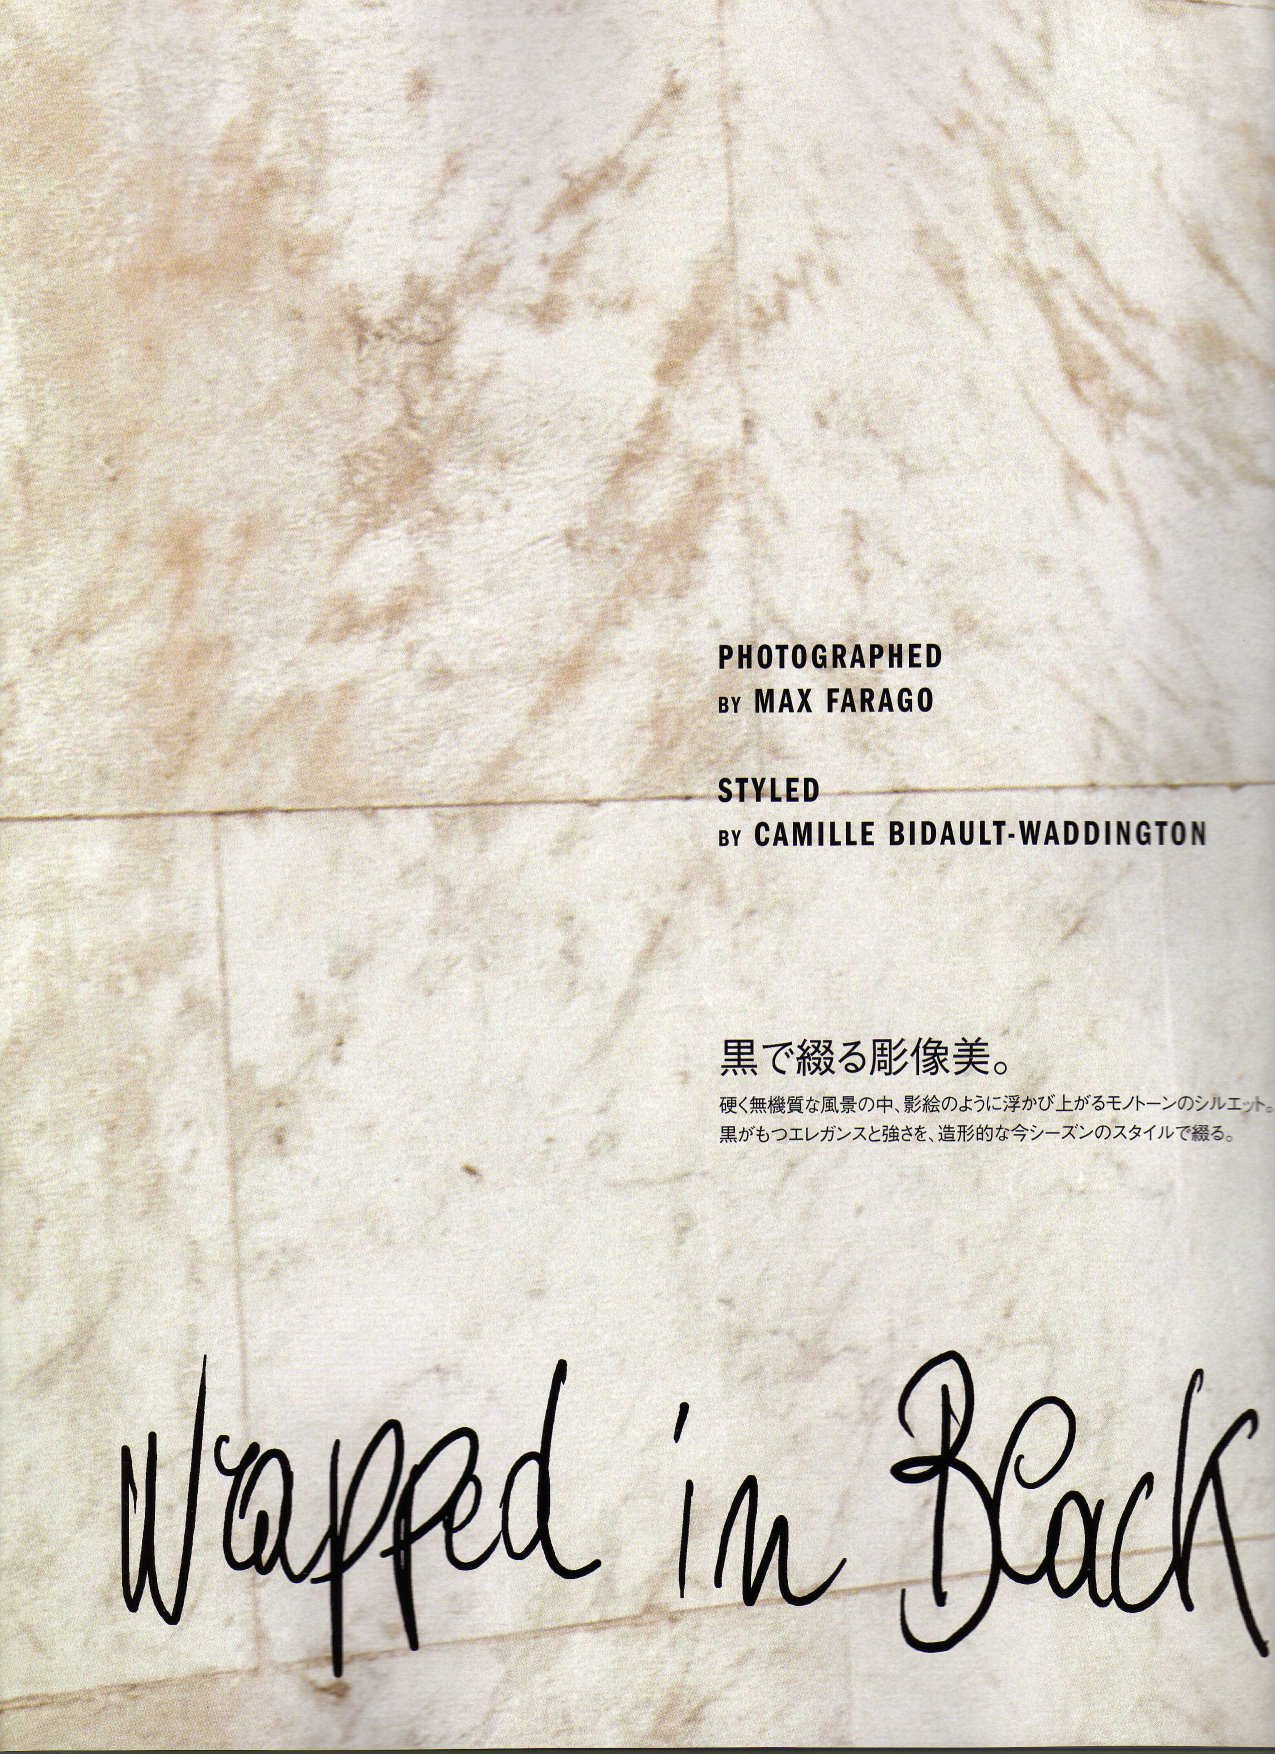 PHOTOGRAPHED
BY MAX FARAGO
STYLED
BY CAMILLE BIDAULT-WADDINGTON
黒で綴る彫像美。
硬く無機質な風景の中、影絵のように浮かび上がるモノトーンのシルエット。
黒がもつエレガンスと強さを、造形的な今シーズンのスタイルで綴る。
Wrapped in Black